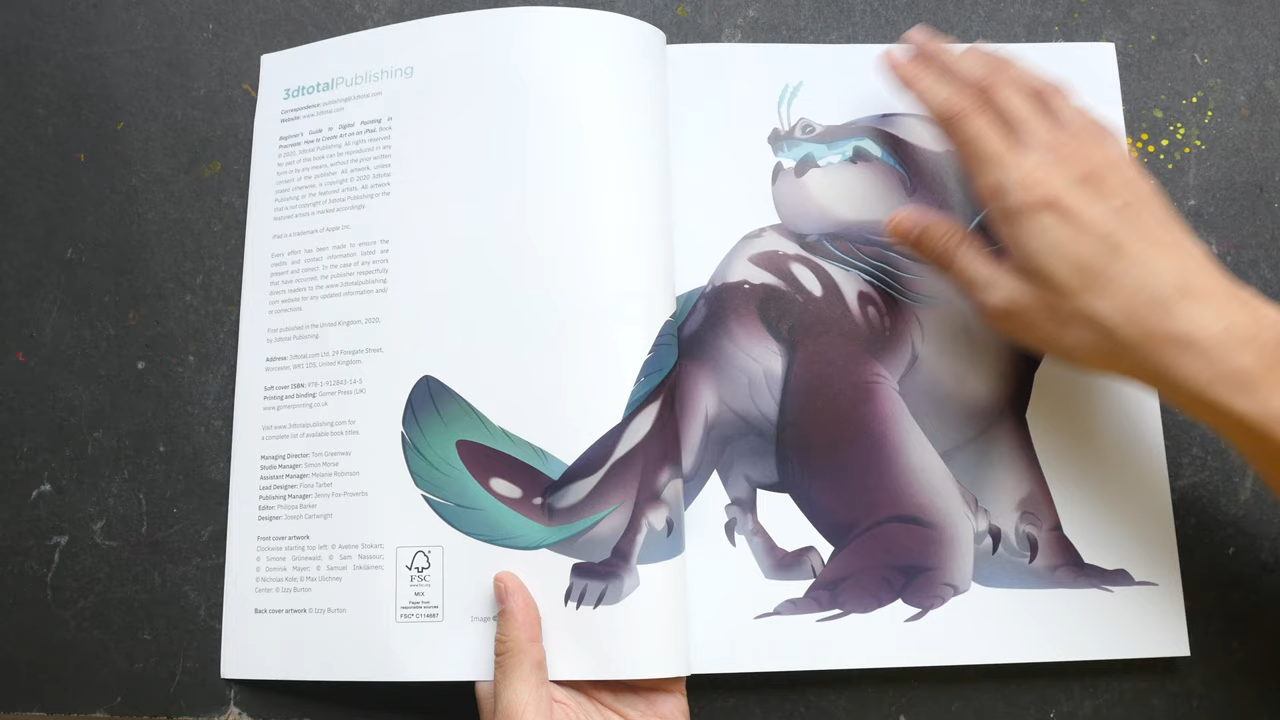 3dtotalPublishing
Correspondence: publishing@3dtotal.com
Website: www.3dtotal.com
Beginner's Guide to Digital Painting in
Procreate: How to Create Art on an iPad. Book
© 2020, 3dtotal Publishing. All rights reserved.
No part of this book can be reproduced in any
form or by any means, without the prior written
consent of the publisher. All artwork, unless
stated otherwise, is copyright © 2020 3dtotal
Publishing or the featured artists. All artwork
that is not copyright of 3dtotal Publishing or the
featured artists is marked accordingly.
iPad is a trademark of Apple Inc.
Every effort has been made to ensure the
credits and contact information listed are
present and correct. In the case of any errors
that have occurred, the publisher respectfully
directs readers to the www.3dtotalpublishing.
com website for any updated information and/
or corrections.
First published in the United Kingdom, 2020,
by 3dtotal Publishing.
Address: 3dtotal.com Ltd, 29 Foregate Street,
Worcester, WR1 1DS, United Kingdom.
Soft cover ISBN: 978-1-912843-14-5
Printing and binding: Gomer Press (UK)
www.gomerprinting.co.uk
Visit www.3dtotalpublishing.com for
a complete list of available book titles.
Managing Director: Tom Greenway
Studio Manager: Simon Morse
Assistant Manager: Melanie Robinson
Lead Designer: Fiona Tarbet
Publishing Manager: Jenny Fox-Proverbs
Editor: Philippa Barker
Designer: Joseph Cartwright
Front cover artwork
Clockwise starting top left: © Aveline Stokart;
© Simone Grünewald; © Sam Nassour;
© Dominik Mayer; © Samuel Inkiläinen;
© Nicholas Kole; © Max Ulichney
Center: © Izzy Burton
Back cover artwork © Izzy Burton
FSC
www.fsc.org
MIX
Paper from
responsible sources
FSC® C114687
Image ©